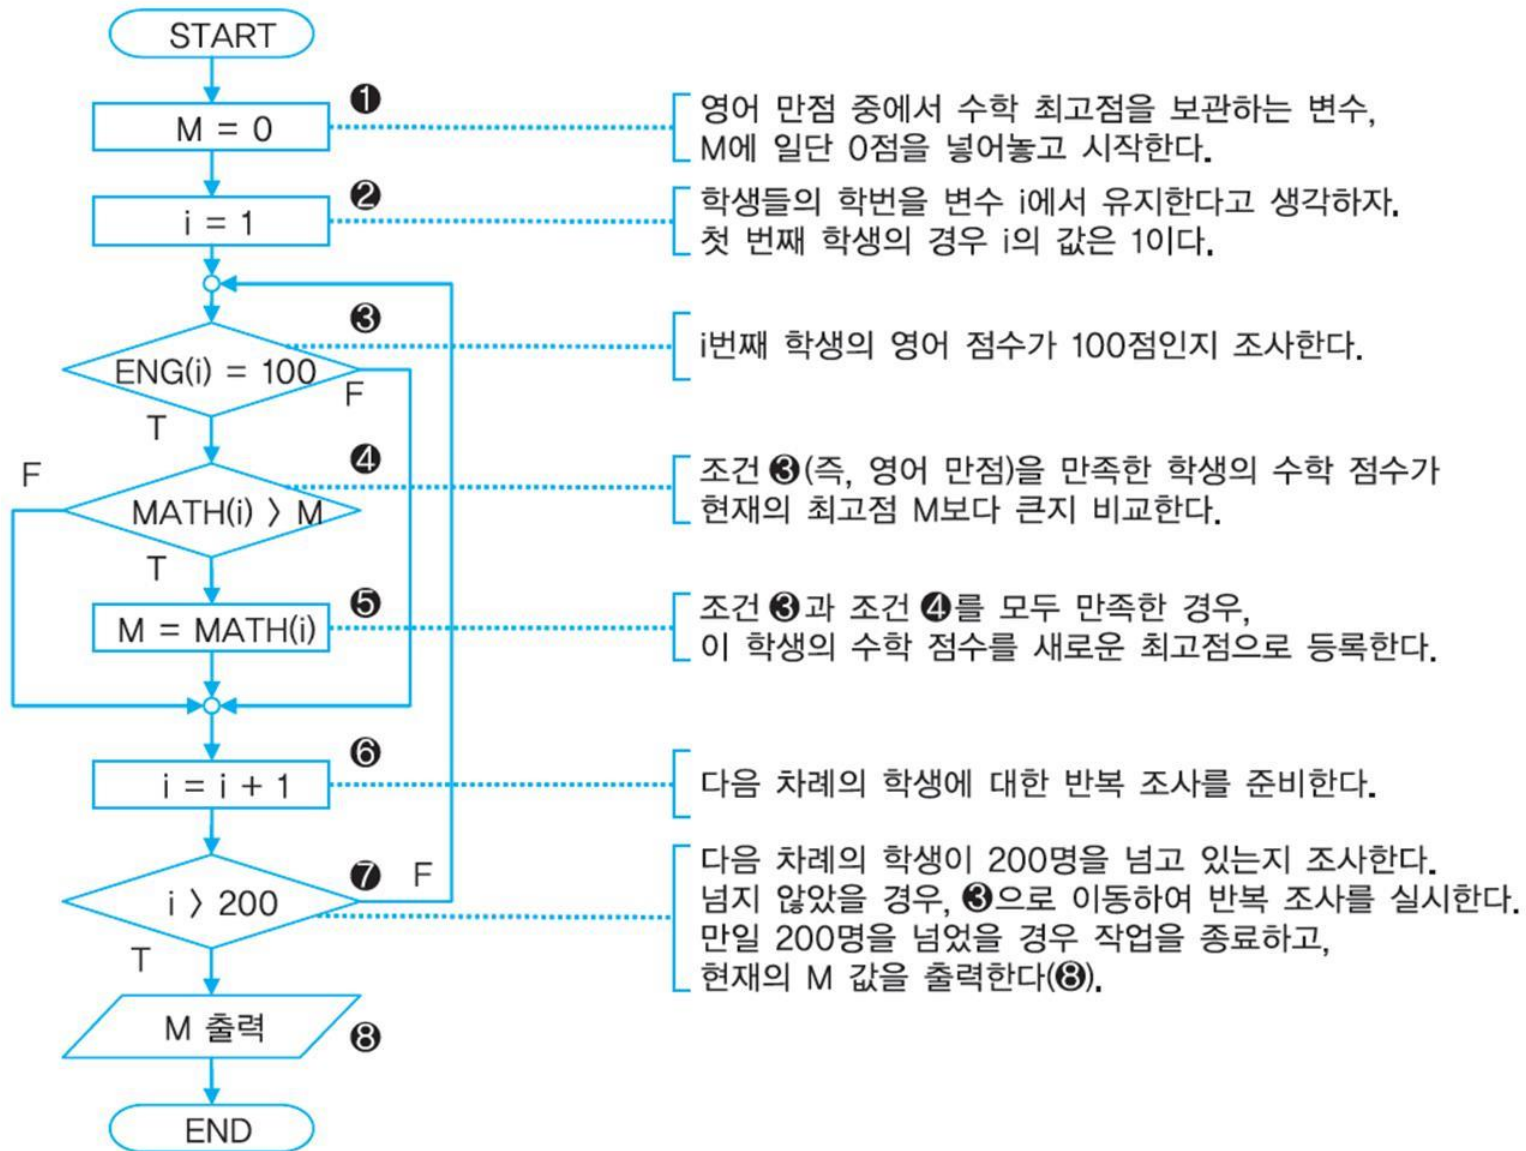 START
❶
M = 0
영어 만점 중에서 수학 최고점을 보관하는 변수,
M에 일단 0점을 넣어놓고 시작한다.
❷
i = 1
학생들의 학번을 변수 i에서 유지한다고 생각하자.
첫 번째 학생의 경우 i의 값은 1이다.
❸
ENG(i) = 100
F
T
i번째 학생의 영어 점수가 100점인지 조사한다.
❹
F
MATH(i) > M
T
조건 ❸(즉, 영어 만점)을 만족한 학생의 수학 점수가
현재의 최고점 M보다 큰지 비교한다.
❺
M = MATH(i)
조건 ❸과 조건 ❹를 모두 만족한 경우,
이 학생의 수학 점수를 새로운 최고점으로 등록한다.
❻
i = i + 1
다음 차례의 학생에 대한 반복 조사를 준비한다.
❼ F
i > 200
T
다음 차례의 학생이 200명을 넘고 있는지 조사한다.
넘지 않았을 경우, ❸으로 이동하여 반복 조사를 실시한다.
만일 200명을 넘었을 경우 작업을 종료하고,
현재의 M 값을 출력한다(❽).
M 출력
❽
END